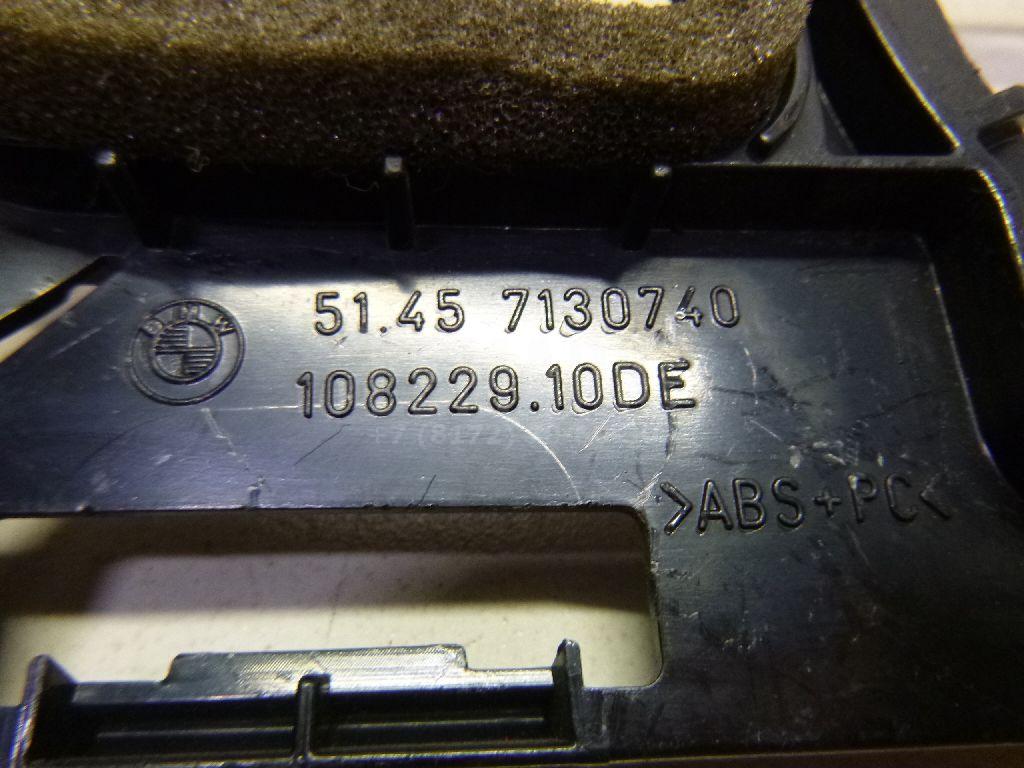 BMW
51.45 7130740
108229.10DE
>ABS+PC<